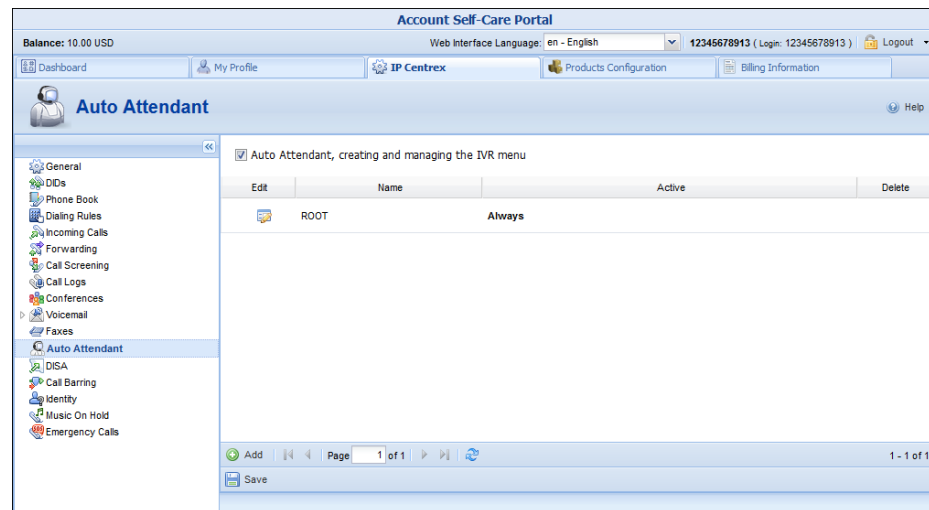 Account Self-Care Portal
Balance: 10.00 USD Web Interface Language: en - English 12345678913 ( Login: 12345678913 ) Logout
Dashboard My Profile IP Centrex Products Configuration Billing Information
Auto Attendant Help
Auto Attendant, creating and managing the IVR menu
Edit Name Active Delete
ROOT Always
General
DIDs
Phone Book
Dialing Rules
Incoming Calls
Forwarding
Call Screening
Call Logs
Conferences
Voicemail
Faxes
Auto Attendant
DISA
Call Barring
Identity
Music On Hold
Emergency Calls
Add Page 1 of 1 1 - 1 of 1
Save